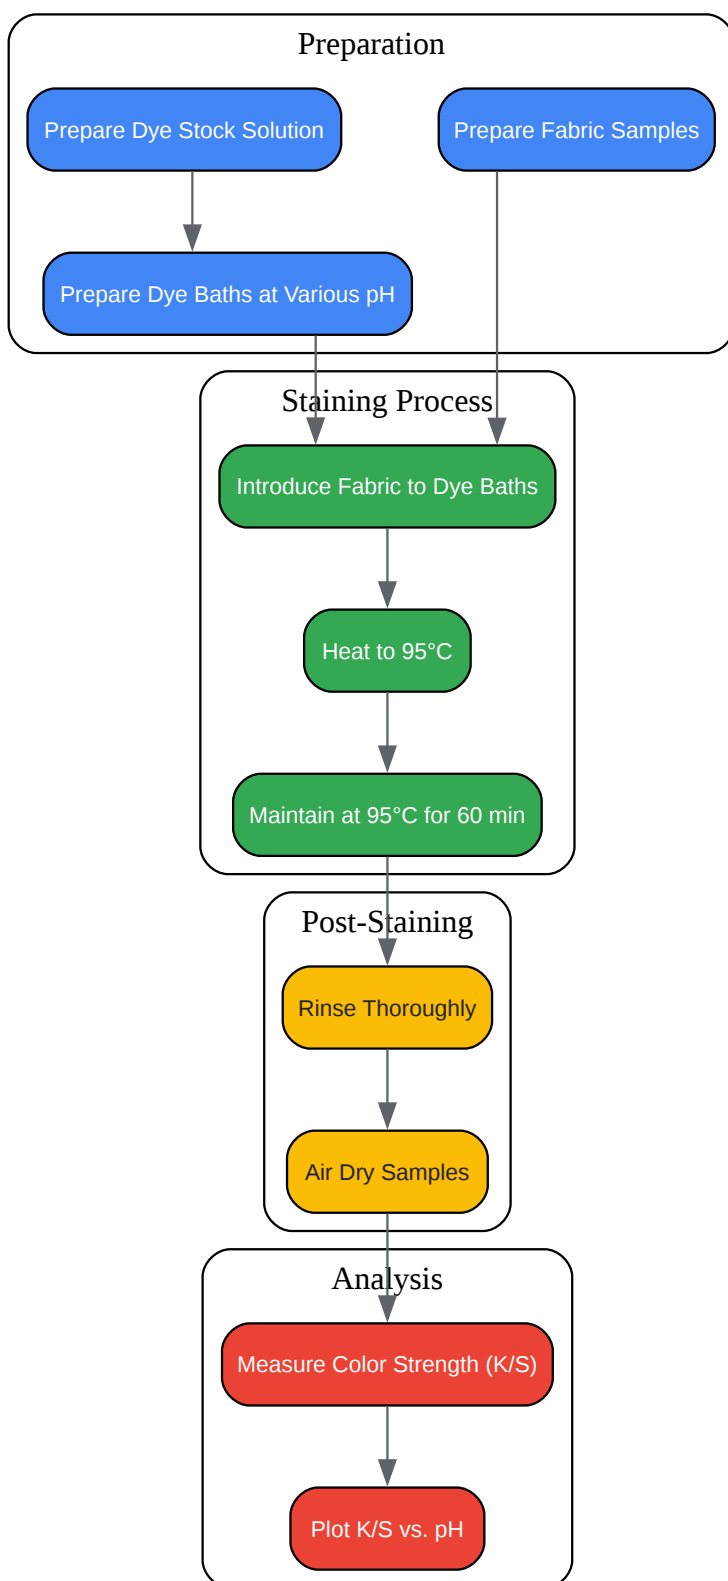 Preparation
Prepare Dye Stock Solution
Prepare Fabric Samples
Prepare Dye Baths at Various pH
Staining Process
Introduce Fabric to Dye Baths
Heat to 95°C
Maintain at 95°C for 60 min
Post-Staining
Rinse Thoroughly
Air Dry Samples
Analysis
Measure Color Strength (K/S)
Plot K/S vs. pH